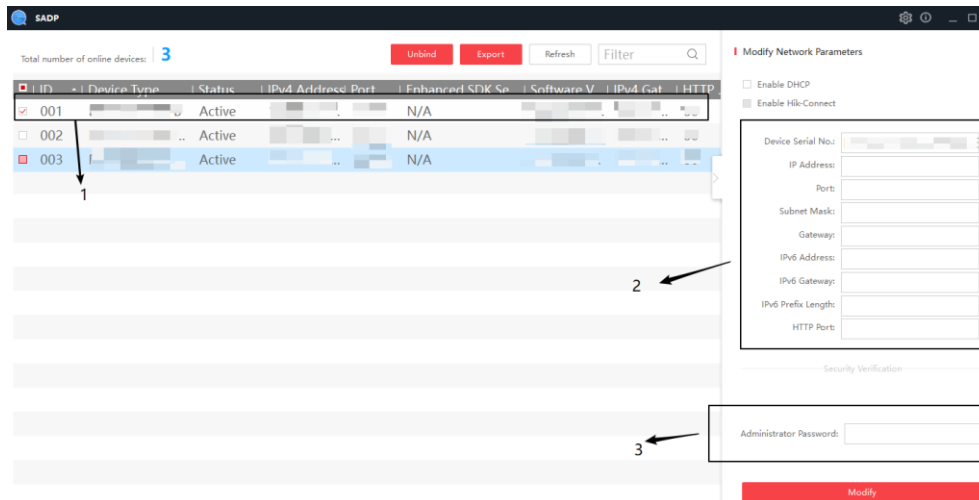 SADP
Total number of online devices: 3
Unbind
Export
Refresh
Filter
ID Device Type Status IPv4 Address Port Enhanced SDK Se... Software V... IPv4 Gat... HTTP
001 Active N/A
002 Active N/A
003 Active N/A
1
2
3
Modify Network Parameters
Enable DHCP
Enable Hik-Connect
Device Serial No.:
IP Address:
Port:
Subnet Mask:
Gateway:
IPv6 Address:
IPv6 Gateway:
IPv6 Prefix Length:
HTTP Port:
Security Verification
Administrator Password:
Modify